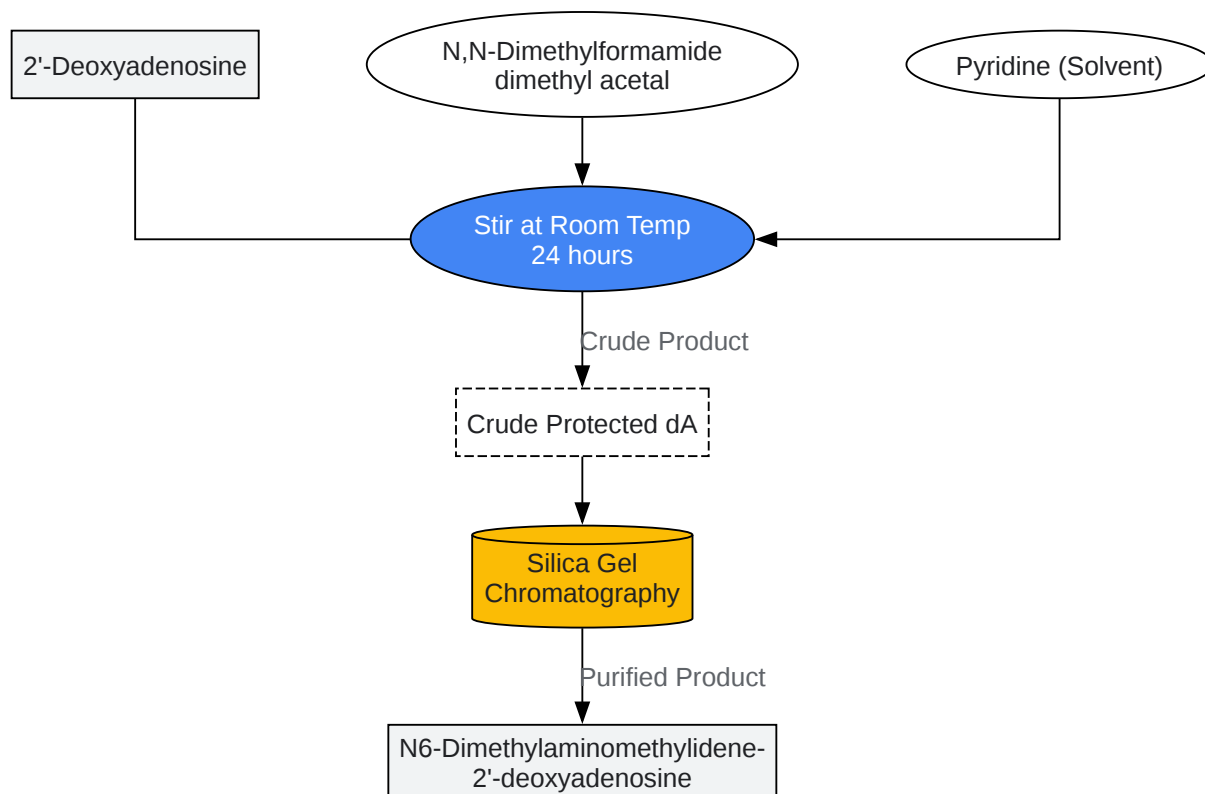 2'-Deoxyadenosine
N,N-Dimethylformamide
dimethyl acetal
Pyridine (Solvent)
Stir at Room Temp
24 hours
Crude Product
Crude Protected dA
Silica Gel
Chromatography
Purified Product
N6-Dimethylaminomethylidene-
2'-deoxyadenosine